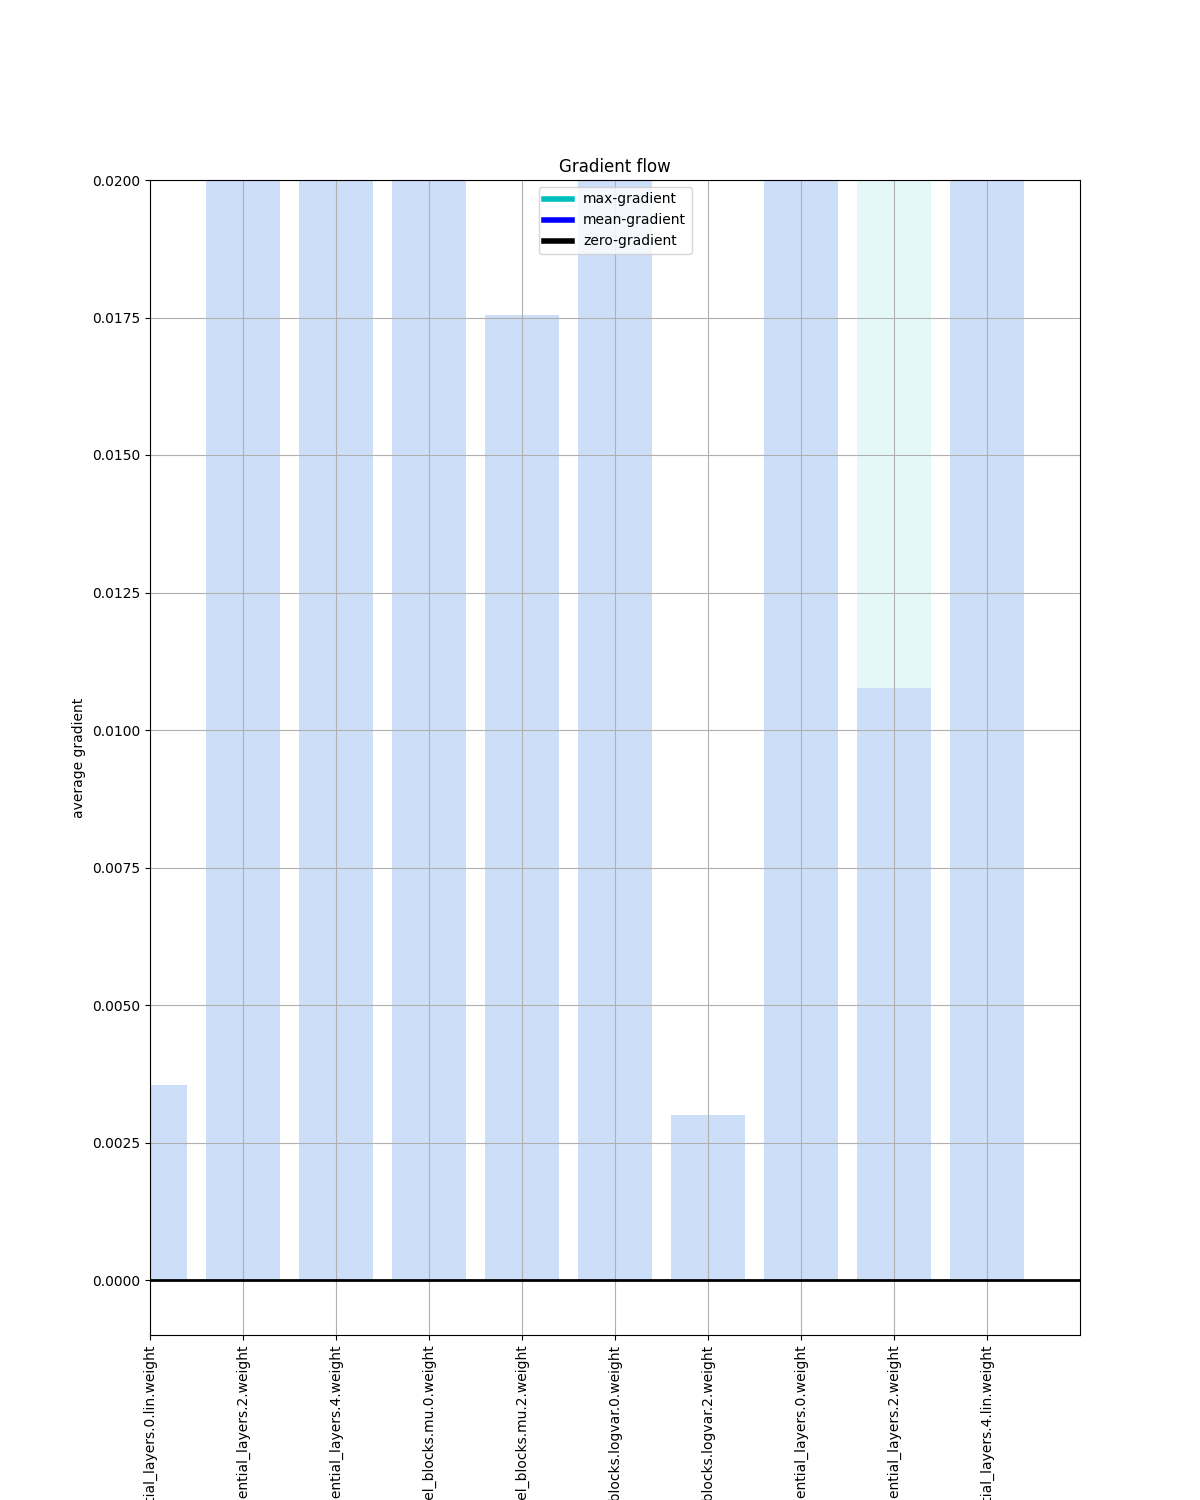 Gradient flow
max-gradient
mean-gradient
zero-gradient
0.0200
0.0175
0.0150
0.0125
0.0100
0.0075
0.0050
0.0025
0.0000
average gradient
tial_layers.0.lin.weight
ential_layers.2.weight
ential_layers.4.weight
el_blocks.mu.0.weight
el_blocks.mu.2.weight
blocks.logvar.0.weight
blocks.logvar.2.weight
ential_layers.0.weight
ential_layers.2.weight
tial_layers.4.lin.weight